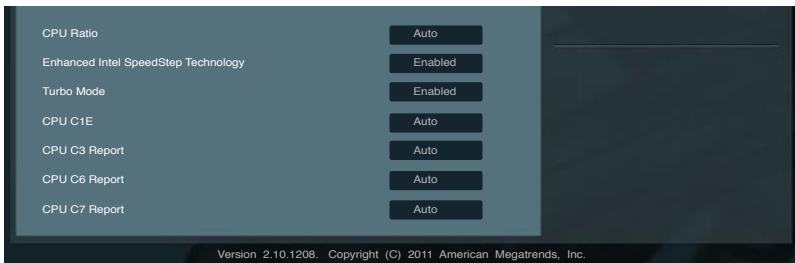 CPU Ratio Auto
Enhanced Intel SpeedStep Technology Enabled
Turbo Mode Enabled
CPU C1E Auto
CPU C3 Report Auto
CPU C6 Report Auto
CPU C7 Report Auto
Version 2.10.1208. Copyright (C) 2011 American Megatrends, Inc.